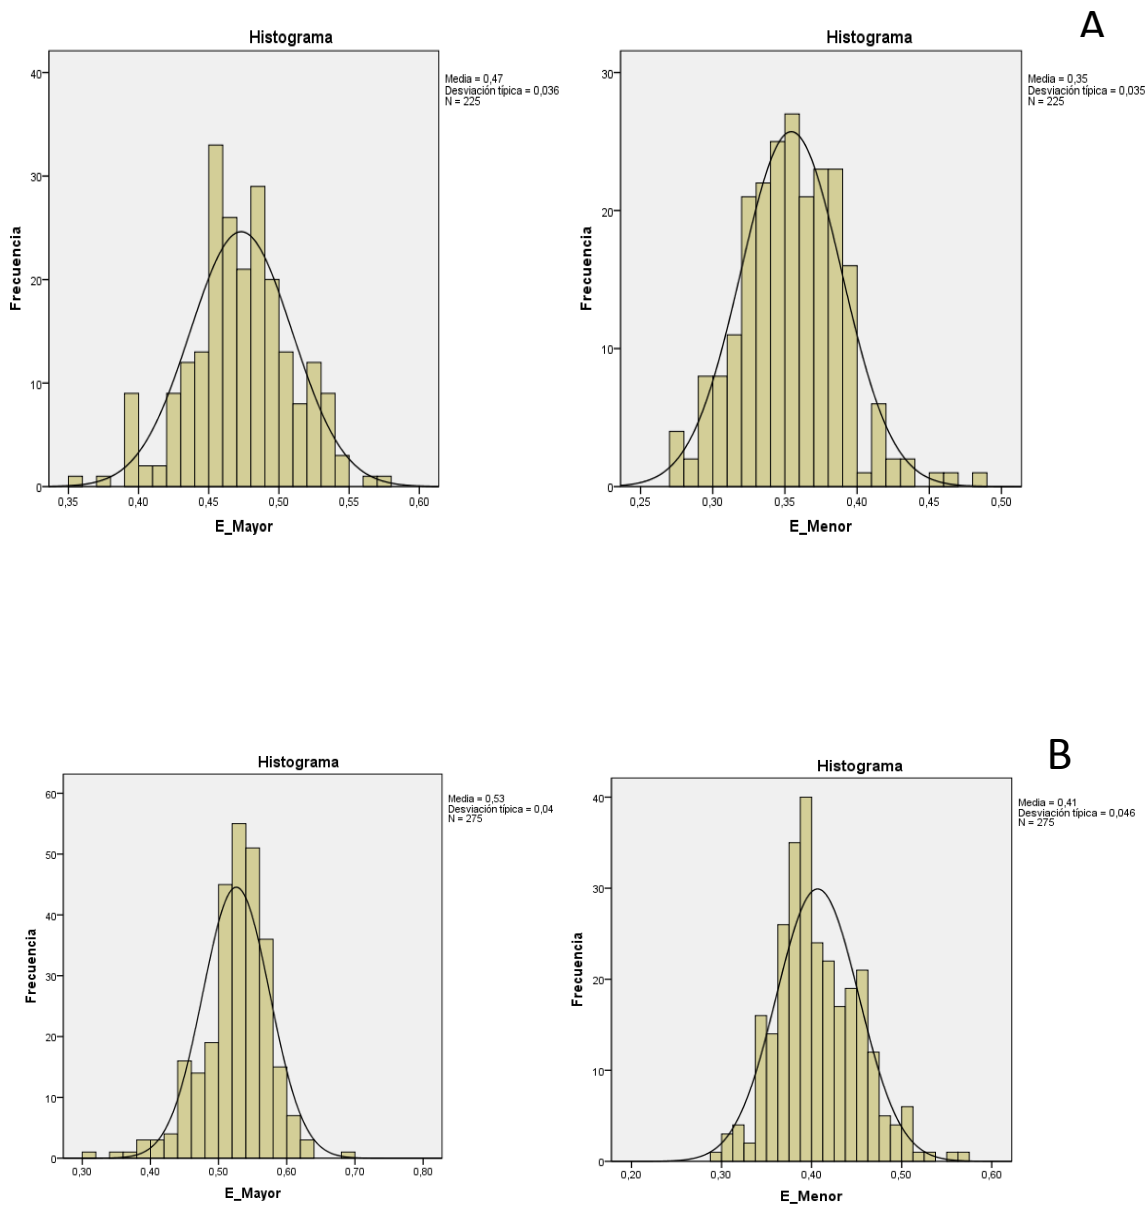 A
Histograma
Media = 0,47
Desviación típica = 0,036
N = 225
Frecuencia
40
30
20
10
0
0,35 0,40 0,45 0,50 0,55 0,60
E_Mayor
Histograma
Media = 0,35
Desviación típica = 0,035
N = 225
Frecuencia
30
20
10
0
0,25 0,30 0,35 0,40 0,45 0,50
E_Menor
B
Histograma
Media = 0,53
Desviación típica = 0,04
N = 275
Frecuencia
60
50
40
30
20
10
0
0,30 0,40 0,50 0,60 0,70 0,80
E_Mayor
Histograma
Media = 0,41
Desviación típica = 0,046
N = 275
Frecuencia
40
30
20
10
0
0,20 0,30 0,40 0,50 0,60
E_Menor